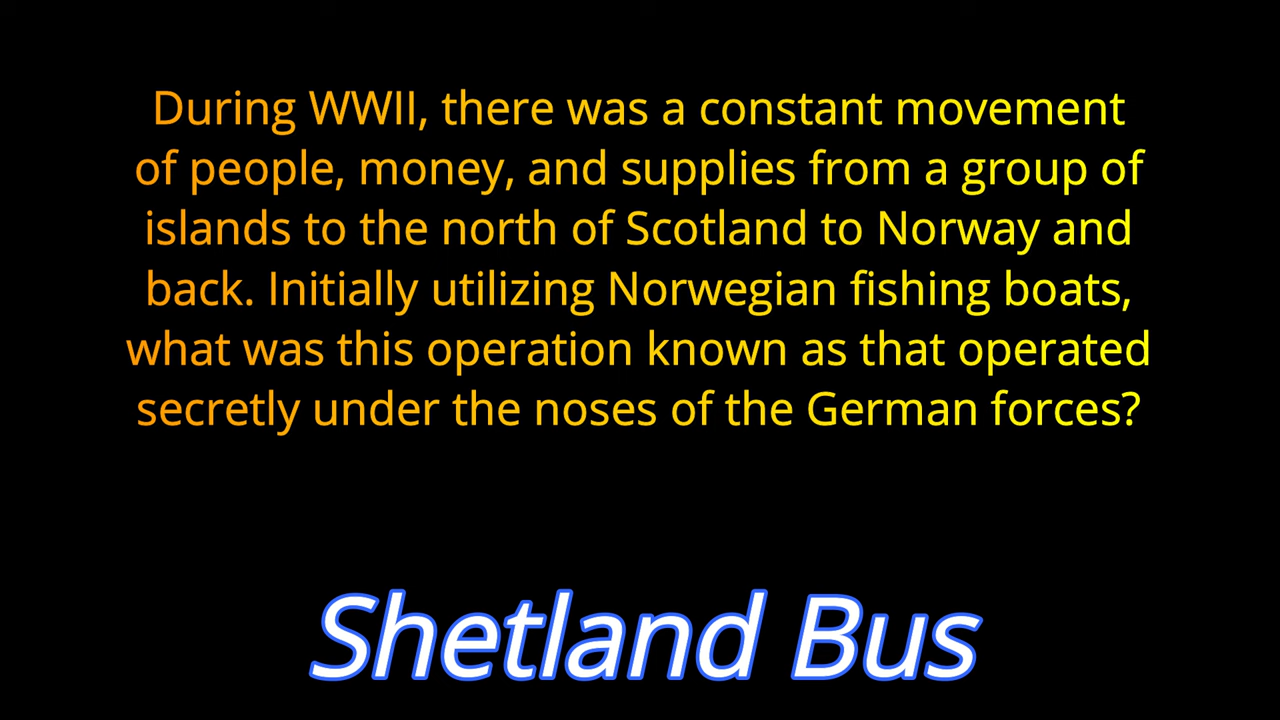 During WWII, there was a constant movement
of people, money, and supplies from a group of
islands to the north of Scotland to Norway and
back. Initially utilizing Norwegian fishing boats,
what was this operation known as that operated
secretly under the noses of the German forces?
Shetland Bus